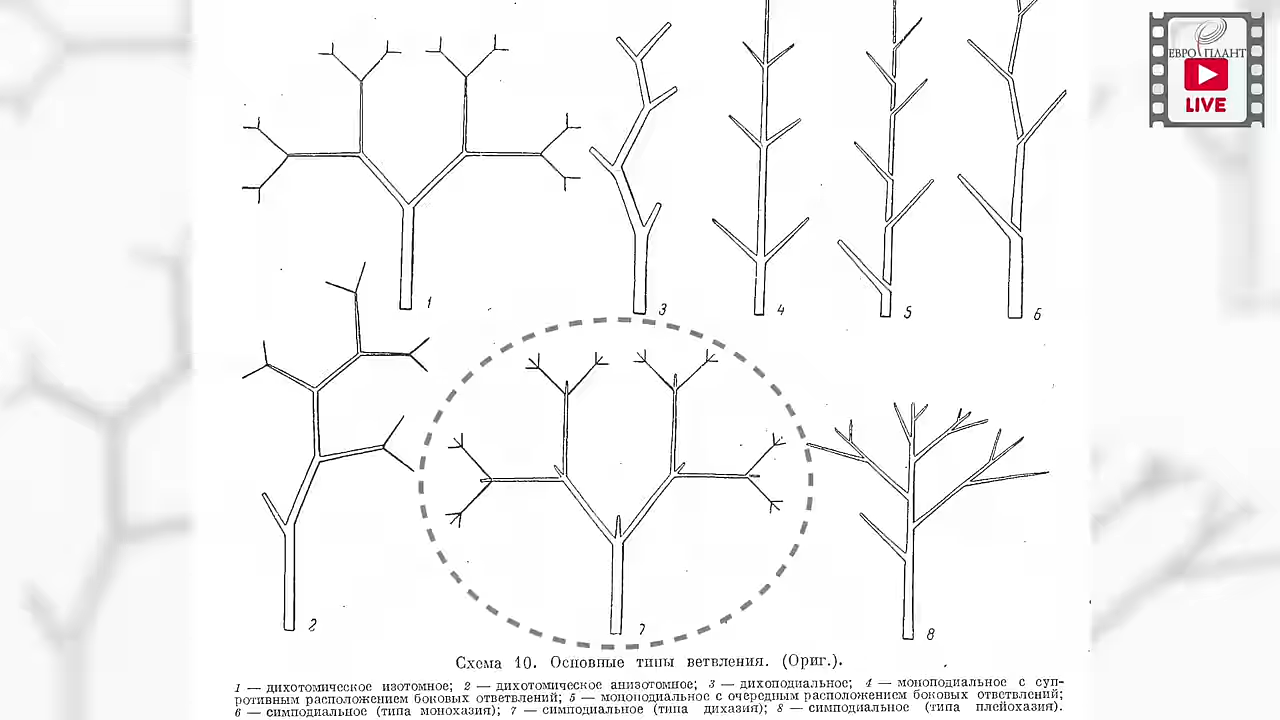 ЕВРО ПЛАНТ
LIVE
1
3
4
5
6
2
7
8
Схема 10. Основные типы ветвления. (Ориг.).
1 — дихотомическое изотомное; 2 — дихотомическое анизотомное; 3 — дихоподиальное; 4 — моноподиальное с суп-
ротивным расположением боковых ответвлений; 5 — моноподиальное с очередным расположением боковых ответвлений;
6 — симподиальное (типа монохазия); 7 — симподиальное (типа дихазия); 8 — симподиальное (типа плейохазия).